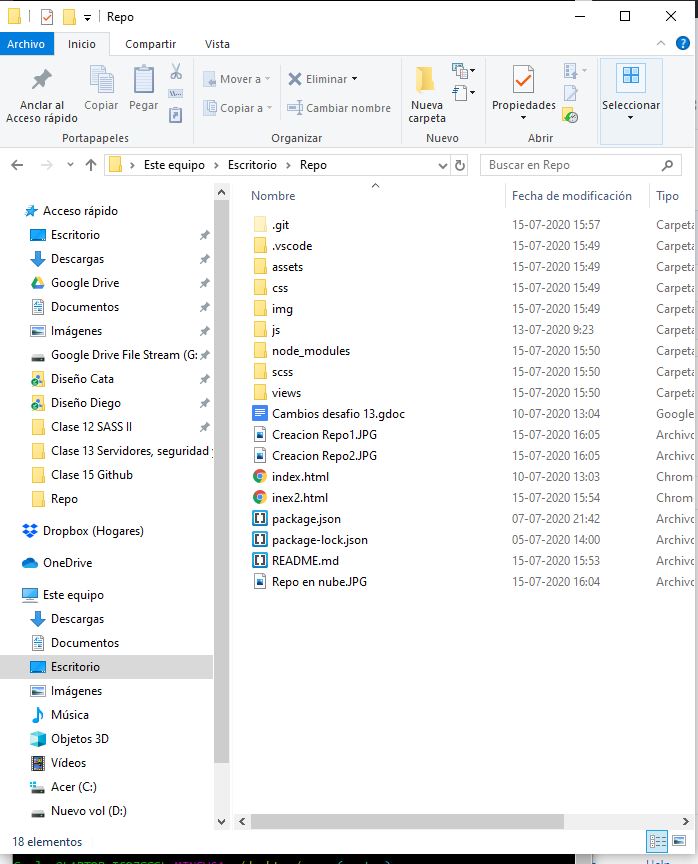 Repo
Archivo Inicio Compartir Vista
Anclar al Acceso rápido
Copiar
Pegar
Mover a
Copiar a
Eliminar
Cambiar nombre
Nueva carpeta
Propiedades
Seleccionar
Portapapeles Organizar Nuevo Abrir
Este equipo Escritorio Repo
Buscar en Repo
Acceso rápido
Escritorio
Descargas
Google Drive
Documentos
Imágenes
Google Drive File Stream (G:
Diseño Cata
Diseño Diego
Clase 12 SASS II
Clase 13 Servidores, seguridad
Clase 15 Github
Repo
Dropbox (Hogares)
OneDrive
Este equipo
Descargas
Documentos
Escritorio
Imágenes
Música
Objetos 3D
Vídeos
Acer (C:)
Nuevo vol (D:)
Nombre Fecha de modificación Tipo
.git 15-07-2020 15:57 Carpeta
.vscode 15-07-2020 15:49 Carpeta
assets 15-07-2020 15:49 Carpeta
css 15-07-2020 15:49 Carpeta
img 15-07-2020 15:49 Carpeta
js 13-07-2020 9:23 Carpeta
node_modules 15-07-2020 15:50 Carpeta
scss 15-07-2020 15:50 Carpeta
views 15-07-2020 15:50 Carpeta
Cambios desafio 13.gdoc 10-07-2020 13:04 Google
Creacion Repo1.JPG 15-07-2020 16:05 Archivo
Creacion Repo2.JPG 15-07-2020 16:05 Archivo
index.html 10-07-2020 13:03 Chrom
inex2.html 15-07-2020 15:54 Chrom
package.json 07-07-2020 21:42 Archivo
package-lock.json 05-07-2020 14:00 Archivo
README.md 15-07-2020 15:53 Archivo
Repo en nube.JPG 15-07-2020 16:04 Archivo
18 elementos